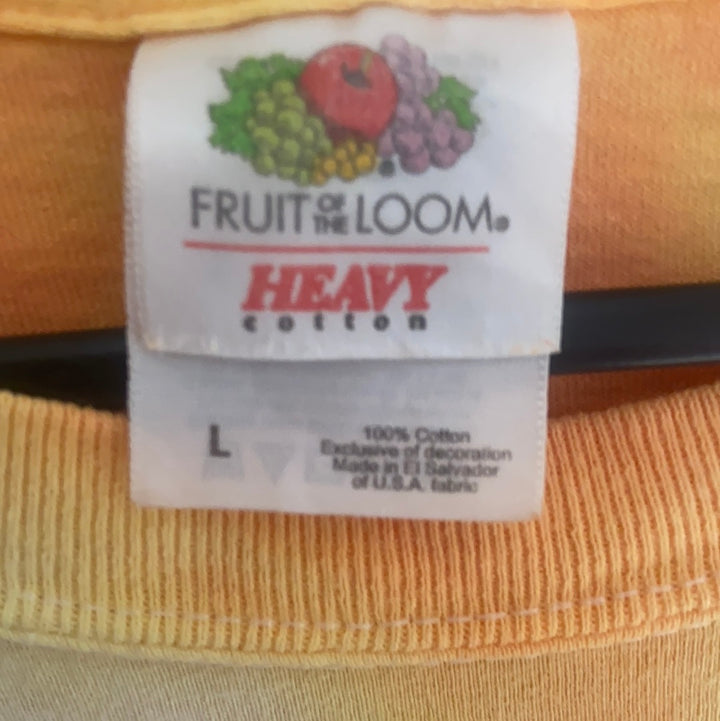 FRUIT OF THE LOOM®
HEAVY
cotton
L
100% Cotton
Exclusive of decoration
Made in El Salvador
of U.S.A. fabric